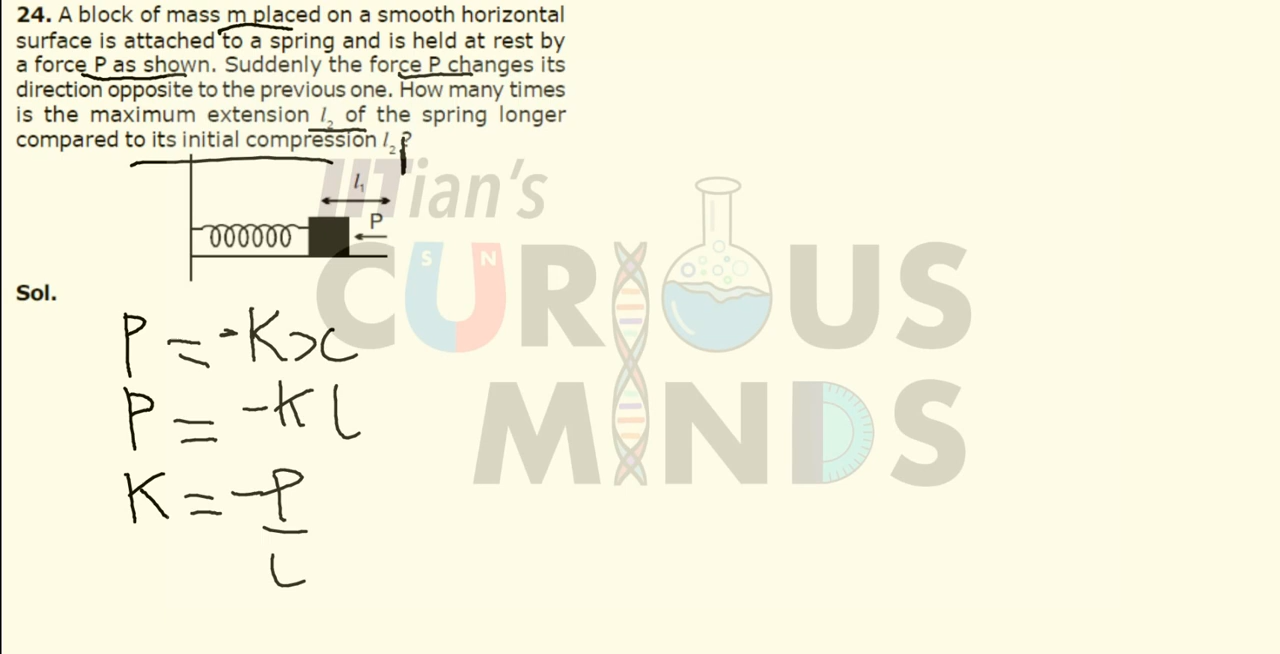 24. A block of mass m placed on a smooth horizontal
surface is attached to a spring and is held at rest by
a force P as shown. Suddenly the force P changes its
direction opposite to the previous one. How many times
is the maximum extension l₂ of the spring longer
compared to its initial compression l₂?
IITian's
CURIOUS
MINDS
S N
l₁
P
Sol.
P = -Kx
P = -Kl
K = -P
L